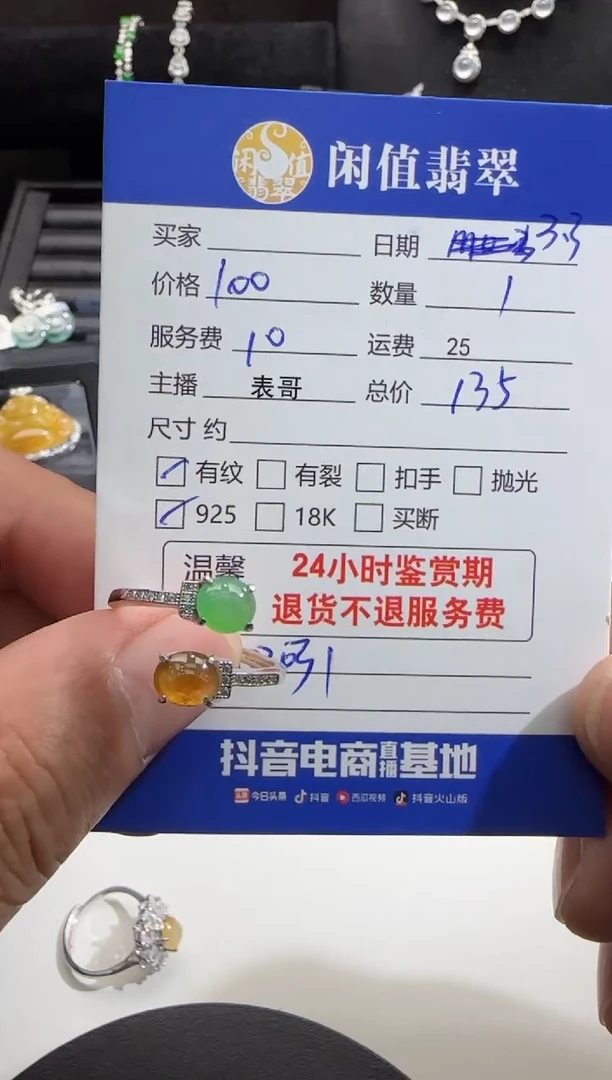 闲值翡翠 闲值翡翠
买家 日期 3.3
价格 100 数量 1
服务费 10 运费 25
主播 表哥 总价 135
尺寸 约
有纹 有裂 扣手 抛光
925 18K 买断
温馨 24小时鉴赏期
退货不退服务费
抖音电商直播基地
头条 今日头条 抖音 西瓜视频 抖音火山版